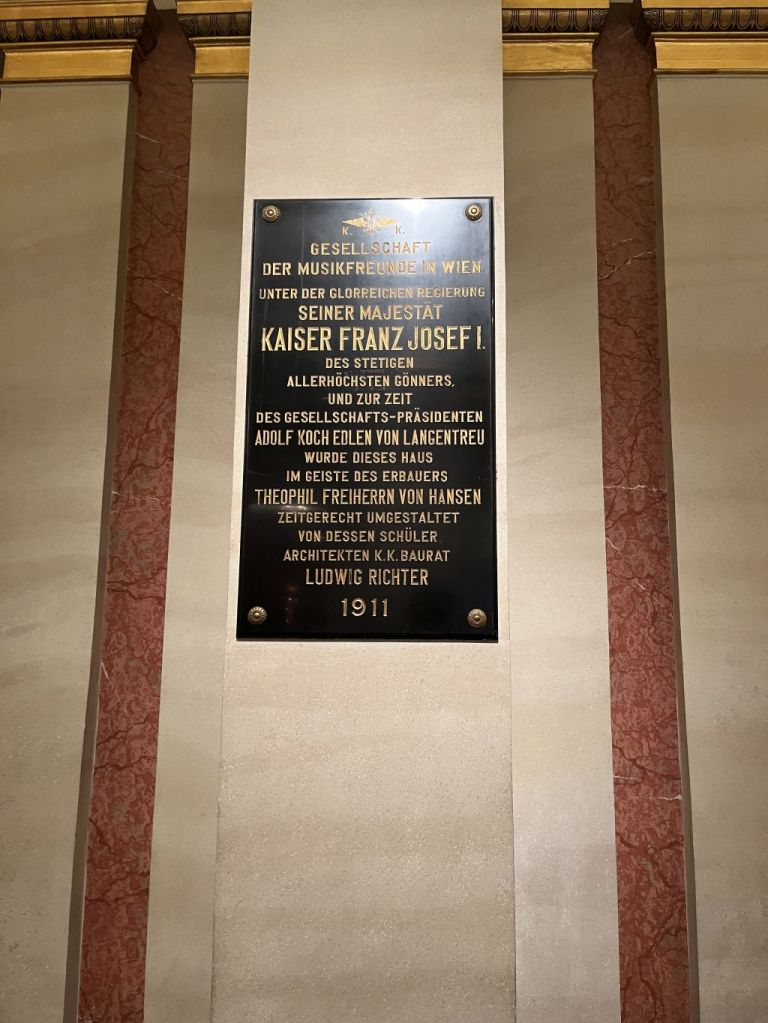 K. K.
GESELLSCHAFT
DER MUSIKFREUNDE IN WIEN
UNTER DER GLORREICHEN REGIERUNG
SEINER MAJESTÄT
KAISER FRANZ JOSEF I.
DES STETIGEN
ALLERHÖCHSTEN GÖNNERS,
UND ZUR ZEIT
DES GESELLSCHAFTS-PRÄSIDENTEN
ADOLF KOCH EDLEN VON LANGENTREU
WURDE DIESES HAUS
IM GEISTE DES ERBAUERS
THEOPHIL FREIHERRN VON HANSEN
ZEITGERECHT UMGESTALTET
VON DESSEN SCHÜLER
ARCHITEKTEN K.K. BAURAT
LUDWIG RICHTER
1911